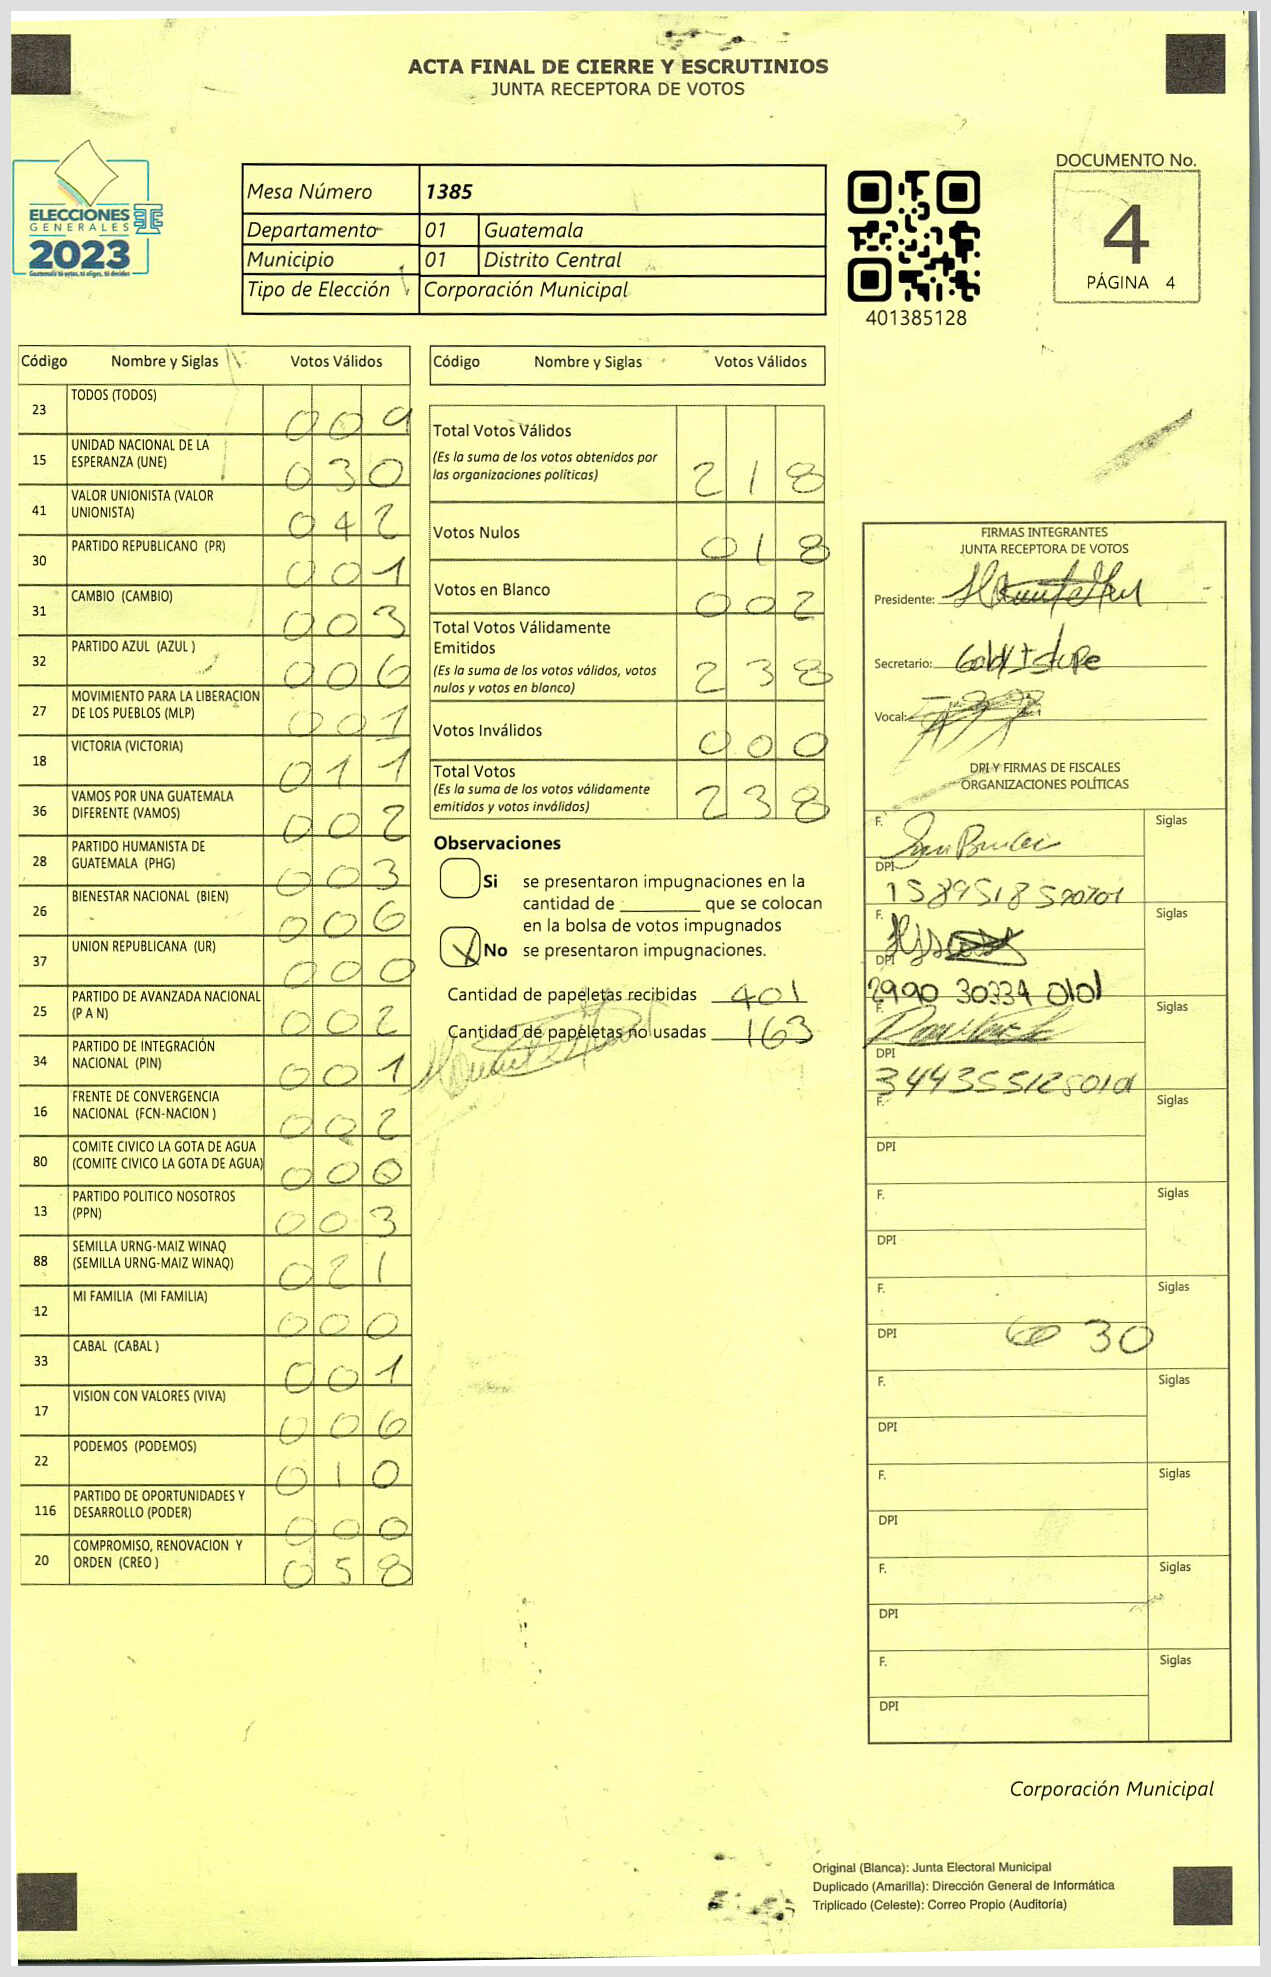 ACTA FINAL DE CIERRE Y ESCRUTINIOS
JUNTA RECEPTORA DE VOTOS
ELECCIONES
GENERALES
2023
Guatemala tú votas, tú eliges, tú decides
Mesa Número 1385
Departamento 01 Guatemala
Municipio 01 Distrito Central
Tipo de Elección Corporación Municipal
401385128
DOCUMENTO No.
4
PÁGINA 4
Código Nombre y Siglas Votos Válidos
23 TODOS (TODOS) 009
15 UNIDAD NACIONAL DE LA
ESPERANZA (UNE) 030
41 VALOR UNIONISTA (VALOR
UNIONISTA) 042
30 PARTIDO REPUBLICANO (PR) 001
31 CAMBIO (CAMBIO) 003
32 PARTIDO AZUL (AZUL ) 006
27 MOVIMIENTO PARA LA LIBERACION
DE LOS PUEBLOS (MLP) 001
18 VICTORIA (VICTORIA) 011
36 VAMOS POR UNA GUATEMALA
DIFERENTE (VAMOS) 002
28 PARTIDO HUMANISTA DE
GUATEMALA (PHG) 003
26 BIENESTAR NACIONAL (BIEN) 006
37 UNION REPUBLICANA (UR) 000
25 PARTIDO DE AVANZADA NACIONAL
(P A N) 002
34 PARTIDO DE INTEGRACIÓN
NACIONAL (PIN) 001
16 FRENTE DE CONVERGENCIA
NACIONAL (FCN-NACION ) 002
80 COMITE CIVICO LA GOTA DE AGUA
(COMITE CIVICO LA GOTA DE AGUA) 000
13 PARTIDO POLITICO NOSOTROS
(PPN) 003
88 SEMILLA URNG-MAIZ WINAQ
(SEMILLA URNG-MAIZ WINAQ) 021
12 MI FAMILIA (MI FAMILIA) 000
33 CABAL (CABAL ) 001
17 VISION CON VALORES (VIVA) 006
22 PODEMOS (PODEMOS) 010
116 PARTIDO DE OPORTUNIDADES Y
DESARROLLO (PODER) 000
20 COMPROMISO, RENOVACION Y
ORDEN (CREO ) 058
Código Nombre y Siglas Votos Válidos
Total Votos Válidos
(Es la suma de los votos obtenidos por
las organizaciones políticas) 218
Votos Nulos 018
Votos en Blanco 002
Total Votos Válidamente
Emitidos
(Es la suma de los votos válidos, votos
nulos y votos en blanco) 238
Votos Inválidos 000
Total Votos
(Es la suma de los votos válidamente
emitidos y votos inválidos) 238
Observaciones
Si se presentaron impugnaciones en la
cantidad de ________ que se colocan
en la bolsa de votos impugnados
X No se presentaron impugnaciones.
Cantidad de papeletas recibidas 401
Cantidad de papeletas no usadas 163
FIRMAS INTEGRANTES
JUNTA RECEPTORA DE VOTOS
Presidente:
Secretario:
Vocal:
DPI Y FIRMAS DE FISCALES
ORGANIZACIONES POLÍTICAS
F. Siglas
DPI
F. Siglas
DPI
2990 30334 0101
F. Siglas
DPI
F. Siglas
DPI
F. Siglas
DPI
F. Siglas
DPI 30
F. Siglas
DPI
F. Siglas
DPI
F. Siglas
DPI
F. Siglas
DPI
Corporación Municipal
Original (Blanca): Junta Electoral Municipal
Duplicado (Amarilla): Dirección General de Informática
Triplicado (Celeste): Correo Propio (Auditoría)